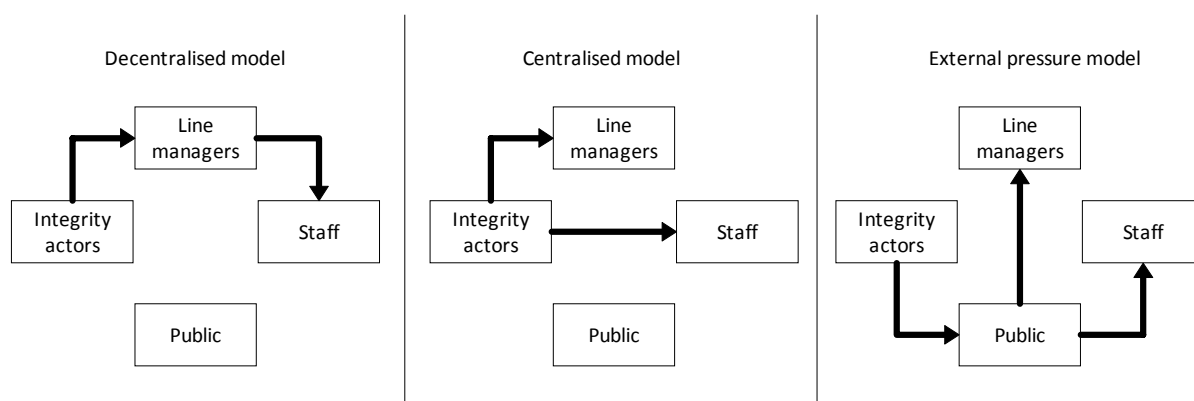 Decentralised model
Line
managers
Integrity
actors
Staff
Public
Centralised model
Line
managers
Integrity
actors
Staff
Public
External pressure model
Line
managers
Integrity
actors
Staff
Public